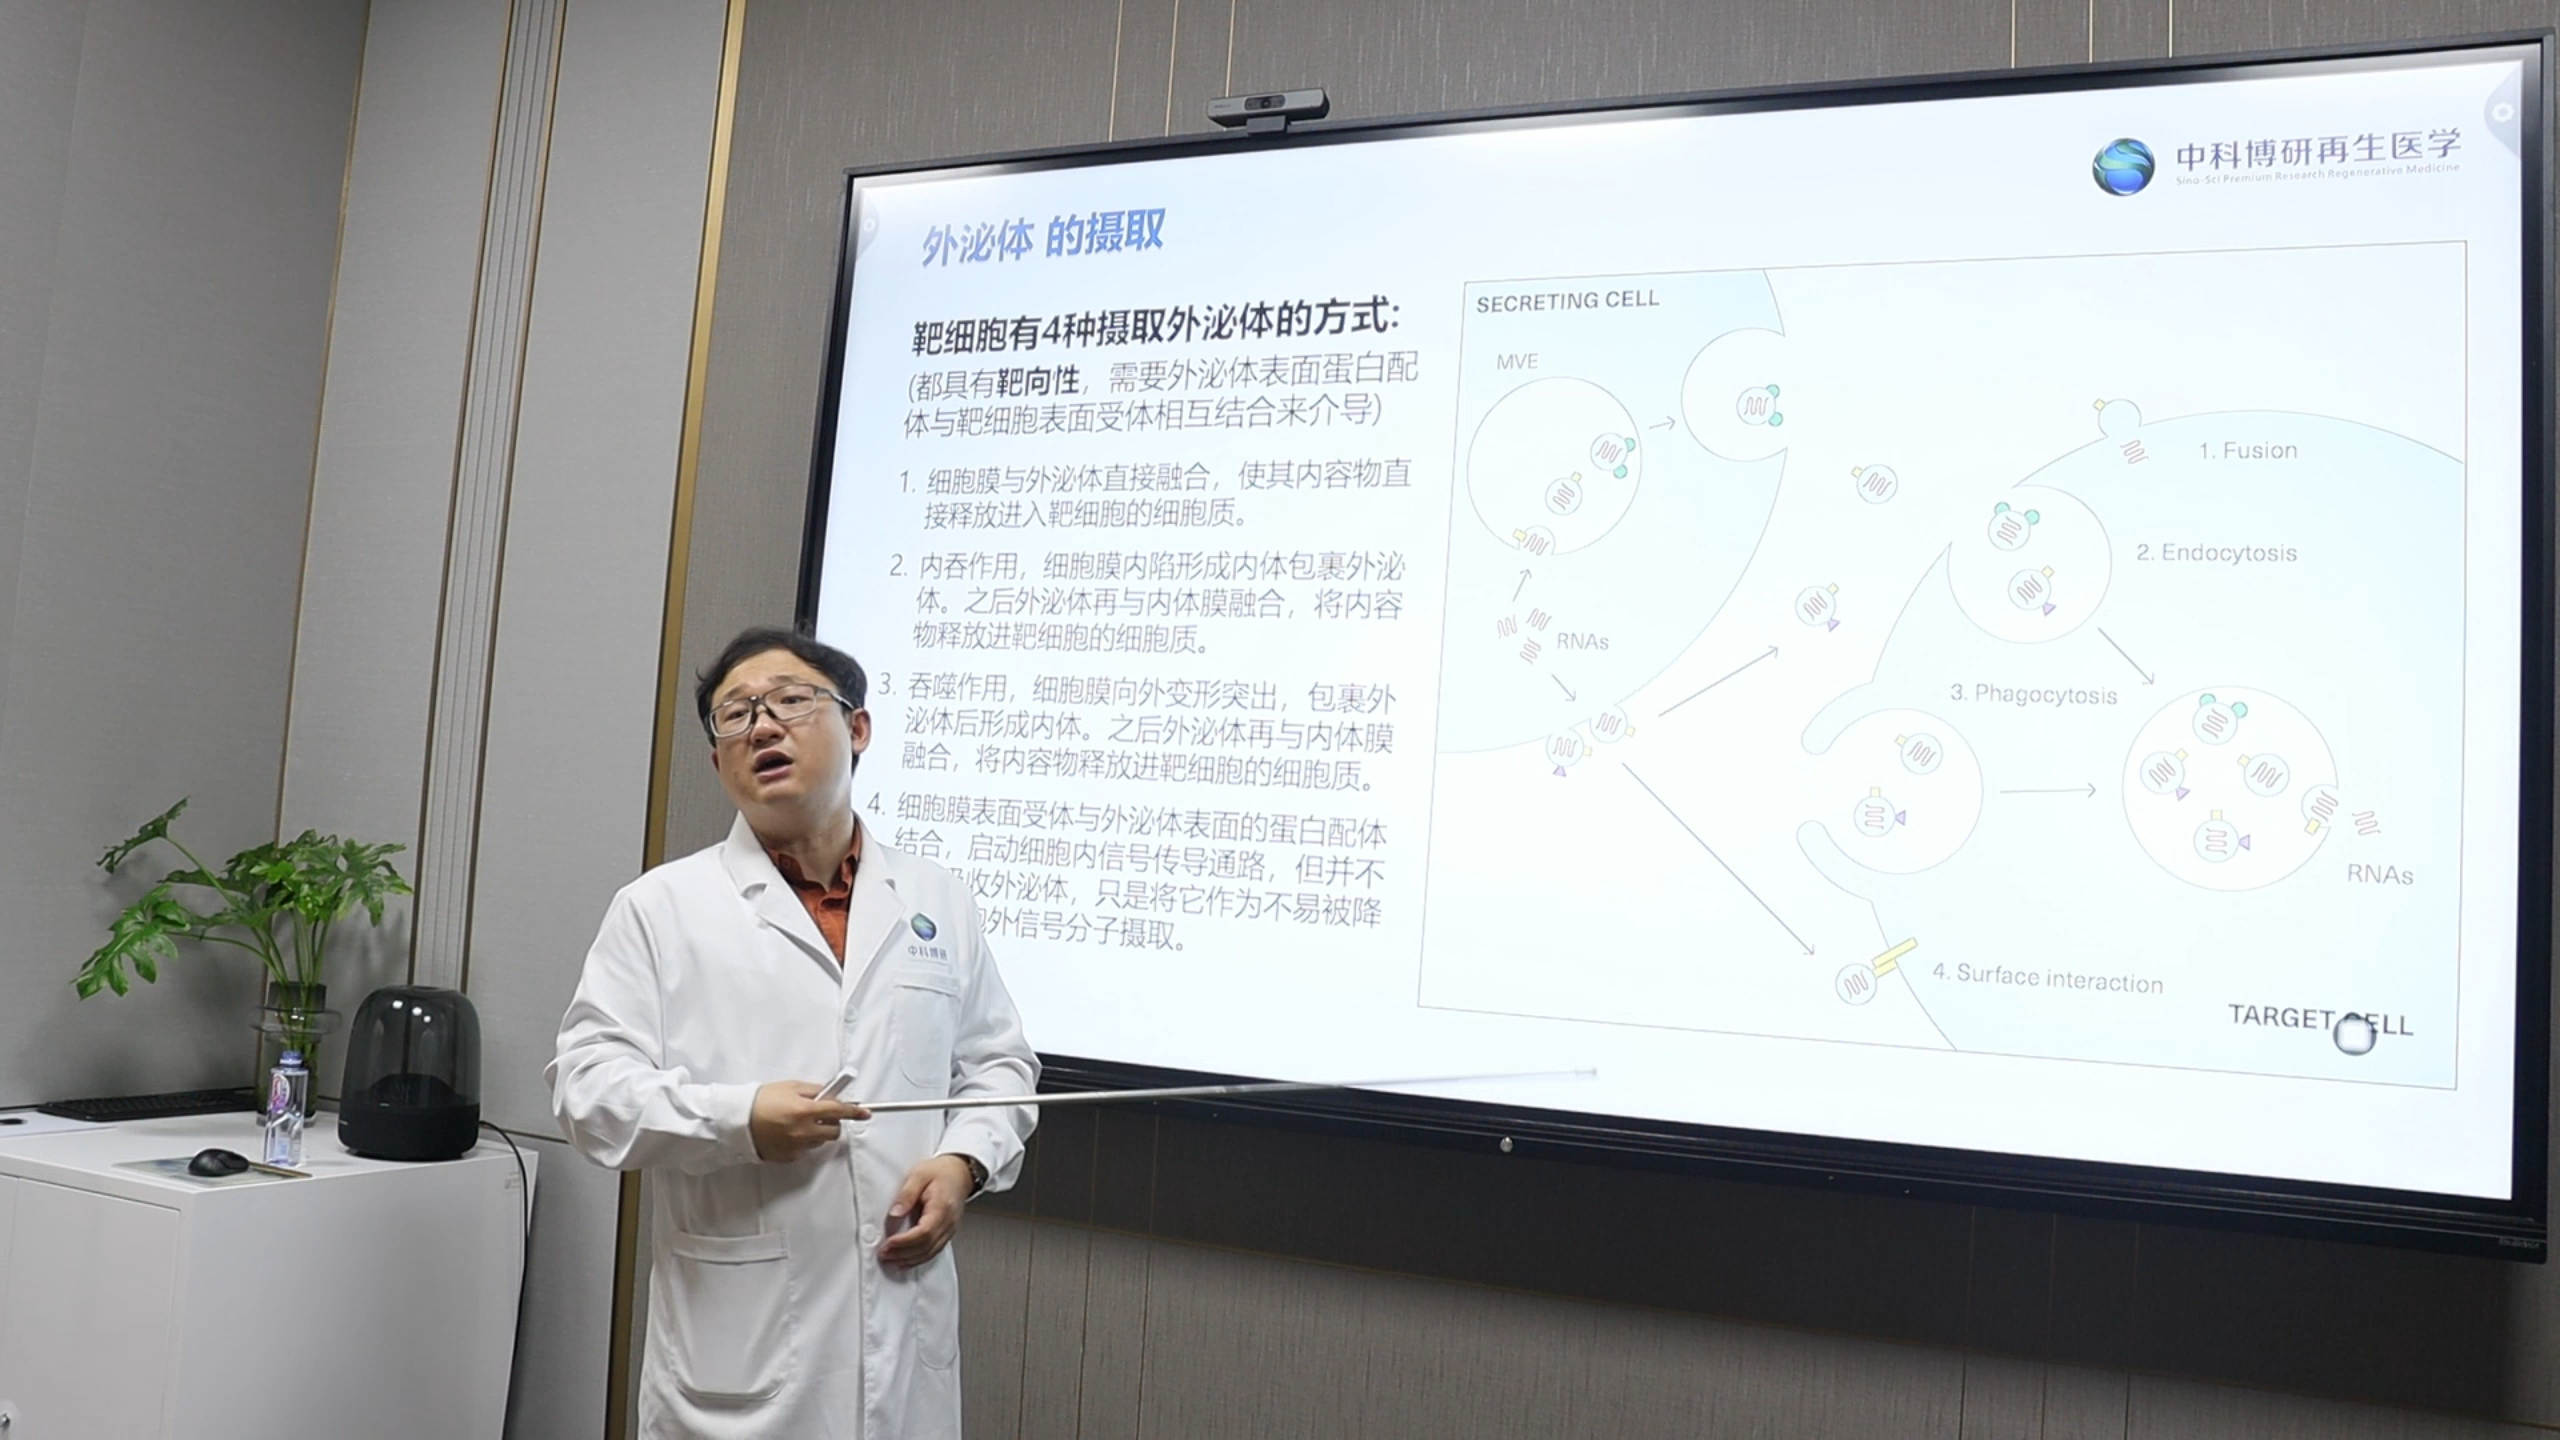 中科博研再生医学
Sino-Sci Premium Research Regenerative Medicine
外泌体 的摄取
靶细胞有4种摄取外泌体的方式：
(都具有靶向性，需要外泌体表面蛋白配
体与靶细胞表面受体相互结合来介导)
1. 细胞膜与外泌体直接融合，使其内容物直
接释放进入靶细胞的细胞质。
2. 内吞作用，细胞膜内陷形成内体包裹外泌
体。之后外泌体再与内体膜融合，将内容
物释放进靶细胞的细胞质。
3. 吞噬作用，细胞膜向外变形突出，包裹外
泌体后形成内体。之后外泌体再与内体膜
融合，将内容物释放进靶细胞的细胞质。
4. 细胞膜表面受体与外泌体表面的蛋白配体
结合，启动细胞内信号传导通路，但并不
收外泌体，只是将它作为不易被降
外信号分子摄取。
SECRETING CELL
MVE
RNAs
1. Fusion
2. Endocytosis
3. Phagocytosis
RNAs
4. Surface interaction
TARGET CELL
中科博研